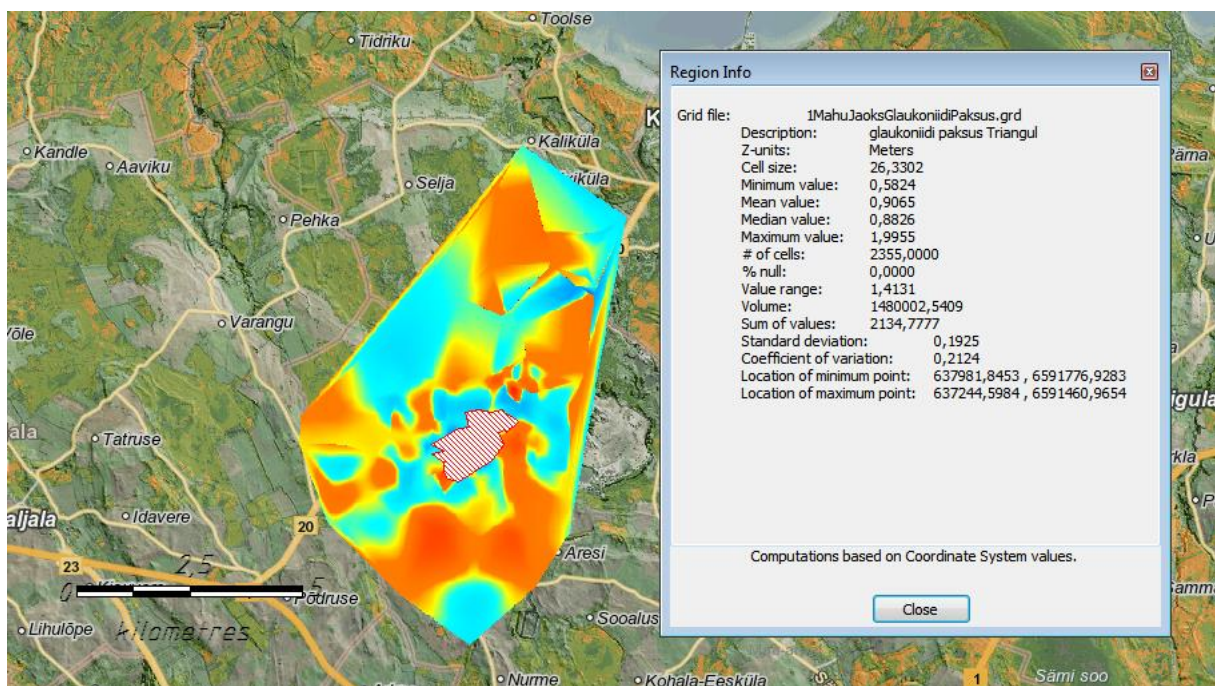 Toolse
Tidriku
Kandle
Aaviku
Kaliküla
Selja
Pehka
Varangu
Tatruse
Idavere
20
23
Aresi
Põdruse
Lihulõpe
Sooalus
Nurme
Kohala-Eesküla
1
Sämi soo
0 2,5 5
kilometres
Region Info
Grid file: 1MahuJaoksGlaukoniidiPaksus.grd
Description: glaukoniidi paksus Triangul
Z-units: Meters
Cell size: 26,3302
Minimum value: 0,5824
Mean value: 0,9065
Median value: 0,8826
Maximum value: 1,9955
# of cells: 2355,0000
% null: 0,0000
Value range: 1,4131
Volume: 1480002,5409
Sum of values: 2134,7777
Standard deviation: 0,1925
Coefficient of variation: 0,2124
Location of minimum point: 637981,8453 , 6591776,9283
Location of maximum point: 637244,5984 , 6591460,9654
Computations based on Coordinate System values.
Close